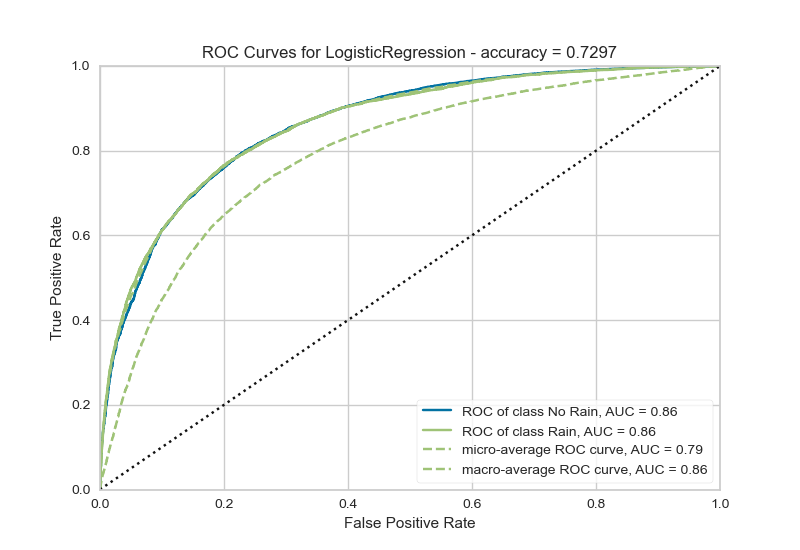 ROC Curves for LogisticRegression - accuracy = 0.7297
1.0
0.8
0.6
0.4
0.2
0.0
True Positive Rate
ROC of class No Rain, AUC = 0.86
ROC of class Rain, AUC = 0.86
micro-average ROC curve, AUC = 0.79
macro-average ROC curve, AUC = 0.86
0.0 0.2 0.4 0.6 0.8 1.0
False Positive Rate